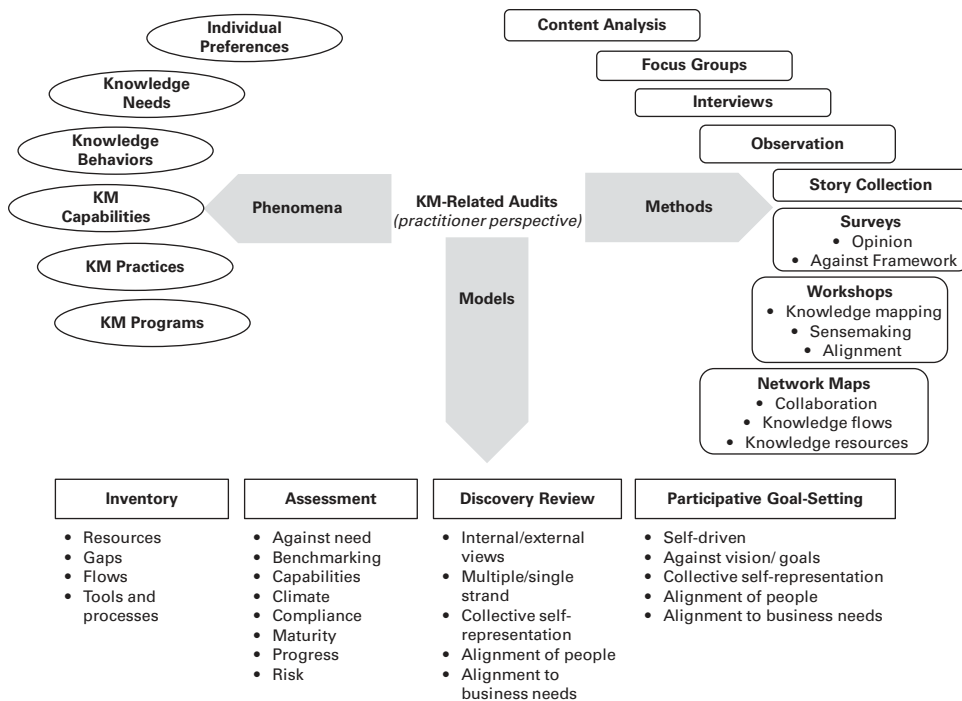 Individual
Preferences
Knowledge
Needs
Knowledge
Behaviors
KM
Capabilities
KM Practices
KM Programs
Phenomena
KM-Related Audits
(practitioner perspective)
Models
Methods
Content Analysis
Focus Groups
Interviews
Observation
Story Collection
Surveys
• Opinion
• Against Framework
Workshops
• Knowledge mapping
• Sensemaking
• Alignment
Network Maps
• Collaboration
• Knowledge flows
• Knowledge resources
Inventory
• Resources
• Gaps
• Flows
• Tools and
processes
Assessment
• Against need
• Benchmarking
• Capabilities
• Climate
• Compliance
• Maturity
• Progress
• Risk
Discovery Review
• Internal/external
views
• Multiple/single
strand
• Collective self-
representation
• Alignment of people
• Alignment to
business needs
Participative Goal-Setting
• Self-driven
• Against vision/ goals
• Collective self-representation
• Alignment of people
• Alignment to business needs